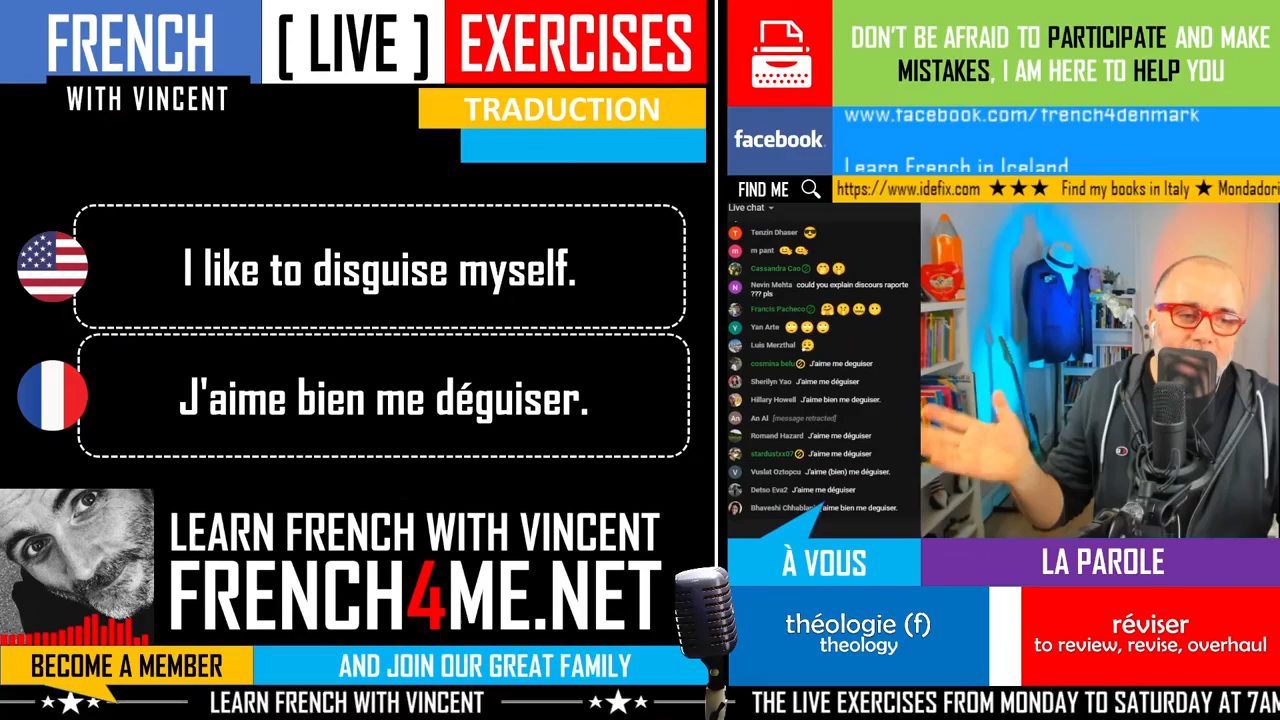 FRENCH
WITH VINCENT
[ LIVE ]
EXERCISES
TRADUCTION
I like to disguise myself.
J'aime bien me déguiser.
LEARN FRENCH WITH VINCENT
FRENCH4ME.NET
BECOME A MEMBER
AND JOIN OUR GREAT FAMILY
LEARN FRENCH WITH VINCENT
DON'T BE AFRAID TO PARTICIPATE AND MAKE
MISTAKES, I AM HERE TO HELP YOU
facebook.
www.facebook.com/french4denmark
Learn French in Iceland
FIND ME
https://www.idefix.com ★★★ Find my books in Italy ★ Mondadori
Live chat
T Tenzin Dhaser
m m pant
Cassandra Cao
N Nevin Mehta could you explain discours raporte
??? pls
Francis Pacheco
Y Yan Arte
Luis Merzthal
cosmina belu J'aime me deguiser
Sherilyn Yao J'aime me déguiser
Hillary Howell J'aime bien me deguiser.
An An Al [message retracted]
Romand Hazard J'aime me déguiser
stardustxx07 J'aime me déguiser
V Vuslat Oztopcu J'aime (bien) me déguiser.
Detso Eva2 J'aime me déguiser
Bhaveshi aime bien me deguiser.
À VOUS
LA PAROLE
théologie (f)
theology
réviser
to review, revise, overhaul
THE LIVE EXERCISES FROM MONDAY TO SATURDAY AT 7AM